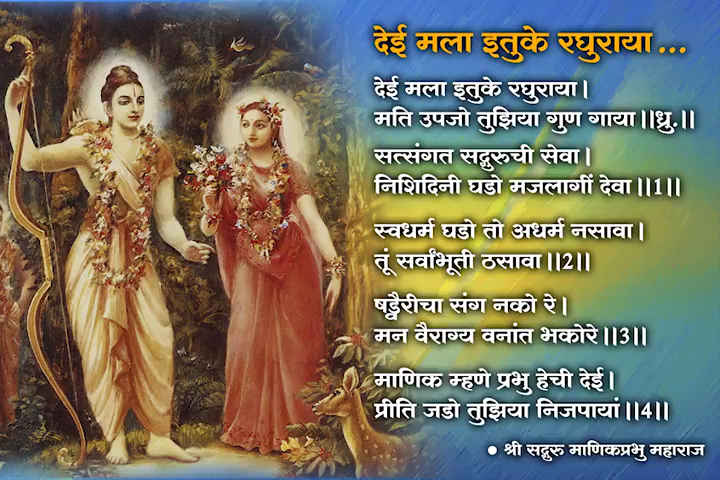 देई मला इतुके रघुराया...
देई मला इतुके रघुराया।
मति उपजो तुझिया गुण गाया॥ध्रु.॥
सत्संगत सद्गुरुची सेवा।
निशिदिनी घडो मजलागीं देवा॥1॥
स्वधर्म घडो तो अधर्म नसावा।
तूं सर्वांभूती ठसावा॥2॥
षड्वैरीचा संग नको रे।
मन वैराग्य वनांत भकोरे॥3॥
माणिक म्हणे प्रभु हेची देई।
प्रीति जडो तुझिया निजपायां॥4॥
• श्री सद्गुरु माणिकप्रभु महाराज